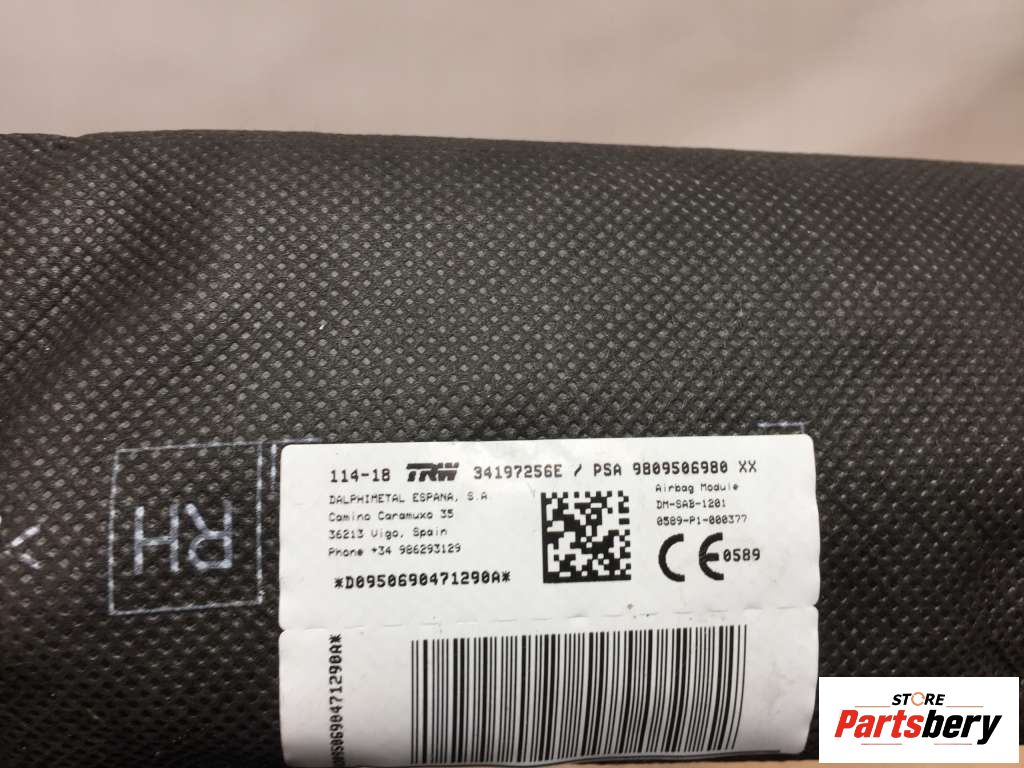 114-18 TRW 34197256E / PSA 9809506980 XX
DALPHIMETAL ESPANA, S.A.
Camino Caramuxo 35
36213 Vigo, Spain
Phone +34 986293129
*D0950690471290A*
Airbag Module
DM-SAB-1201
0589-P1-000377
CE 0589
*D0950690471290A*
RH
STORE
Partsbery